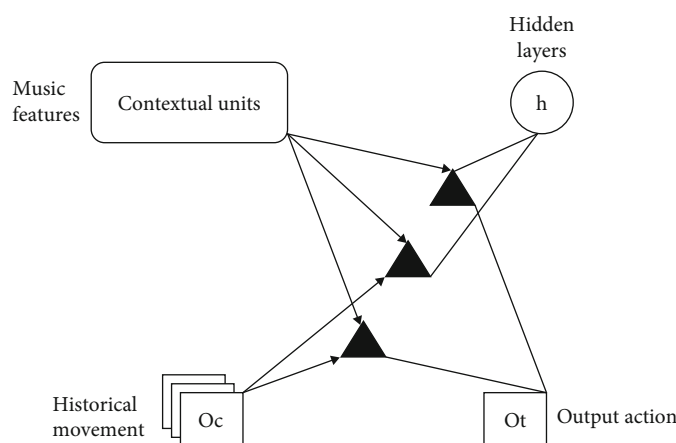 Hidden
layers
Music
features
Contextual units
h
Historical
movement
Oc
Ot
Output action